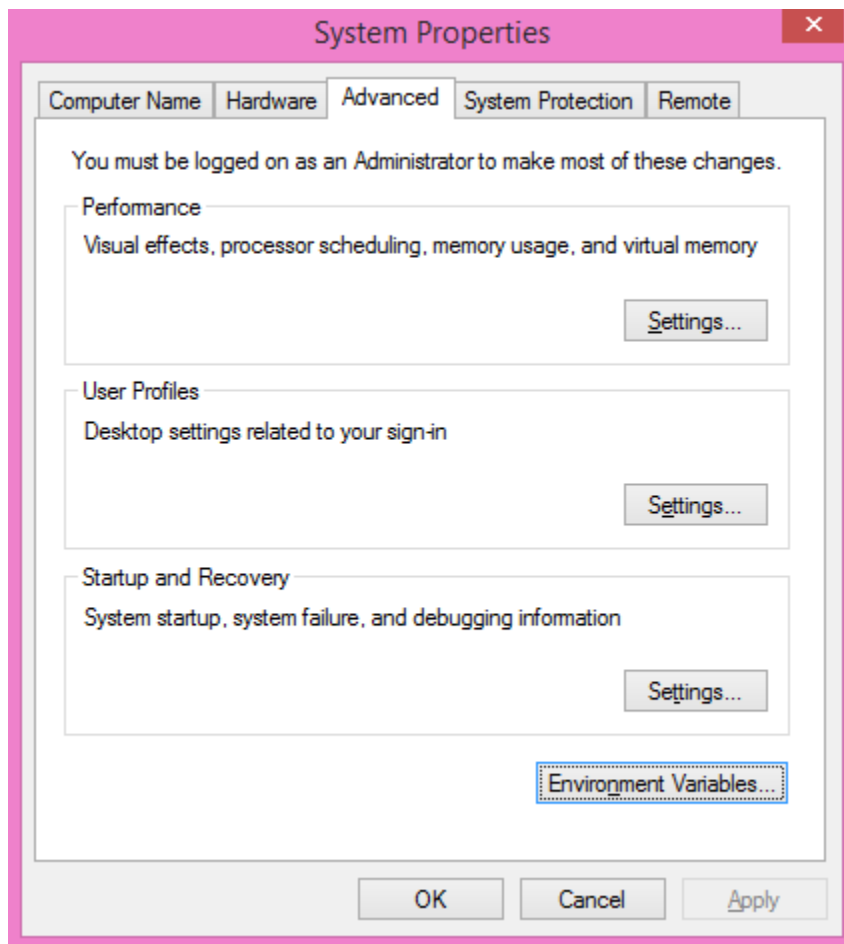 System Properties
Computer Name
Hardware
Advanced
System Protection
Remote
You must be logged on as an Administrator to make most of these changes.
Performance
Visual effects, processor scheduling, memory usage, and virtual memory
Settings...
User Profiles
Desktop settings related to your sign-in
Settings...
Startup and Recovery
System startup, system failure, and debugging information
Settings...
Environment Variables...
OK
Cancel
Apply